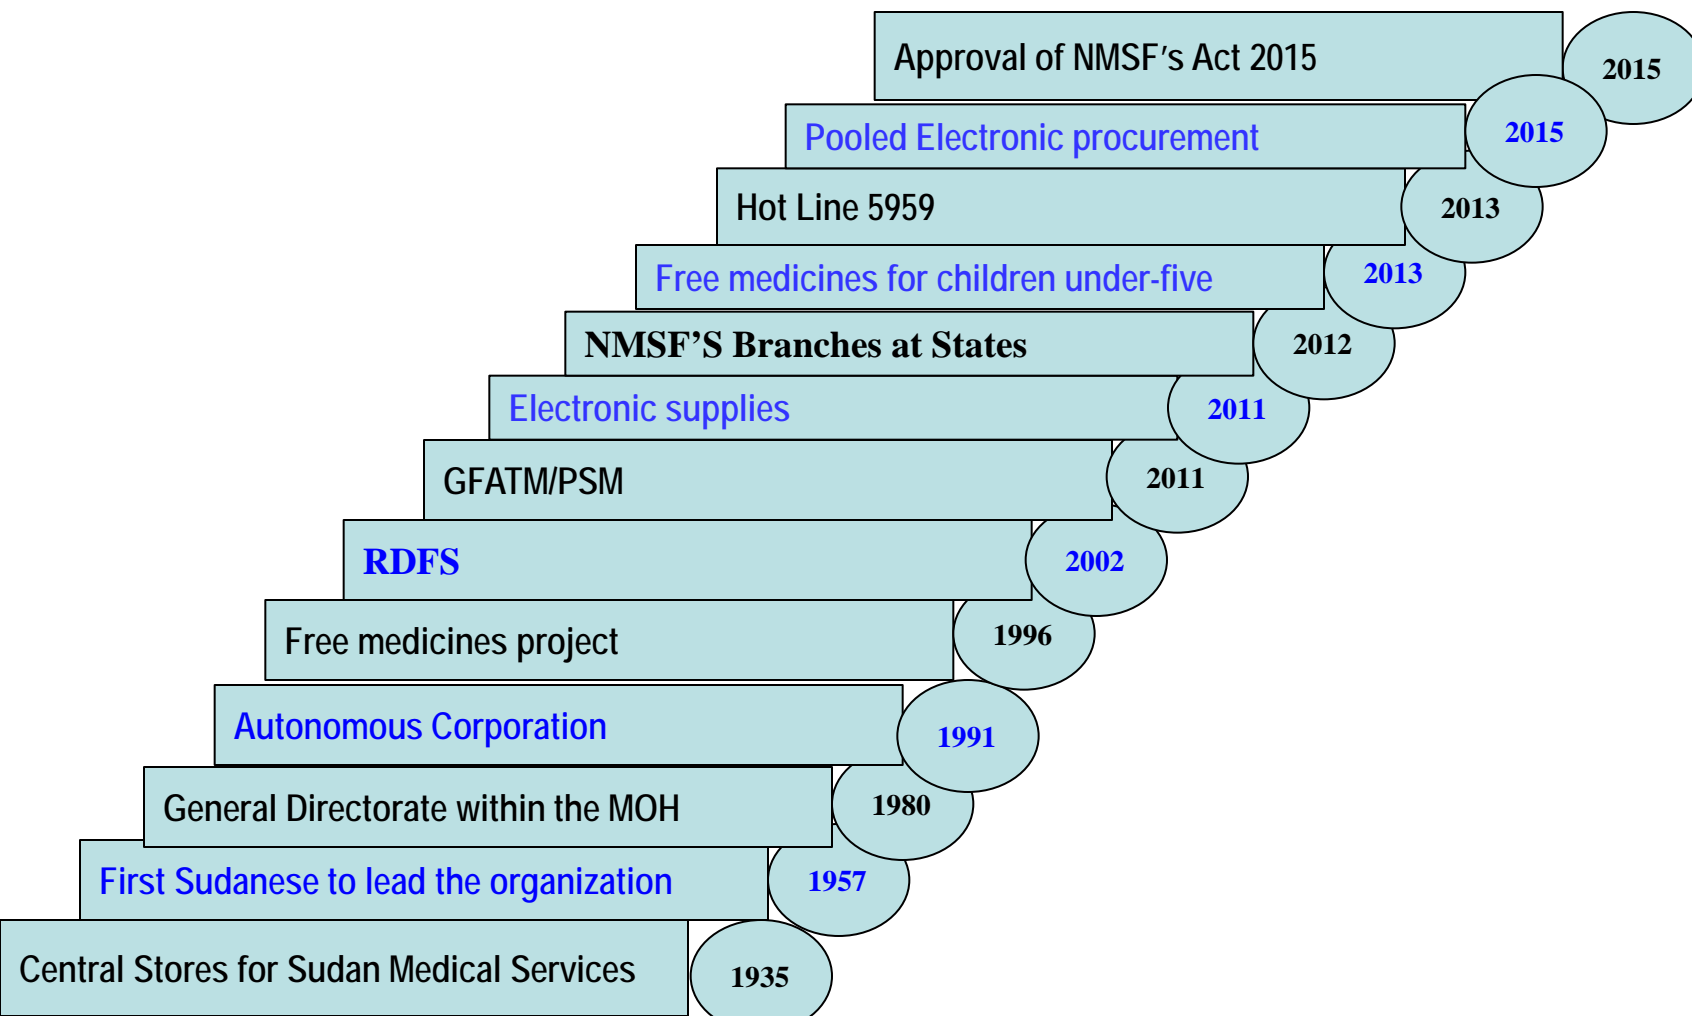 Approval of NMSF's Act 2015
2015
Pooled Electronic procurement
2015
Hot Line 5959
2013
Free medicines for children under-five
2013
NMSF’S Branches at States
2012
Electronic supplies
2011
GFATM/PSM
2011
RDFS
2002
Free medicines project
1996
Autonomous Corporation
1991
General Directorate within the MOH
1980
First Sudanese to lead the organization
1957
Central Stores for Sudan Medical Services
1935